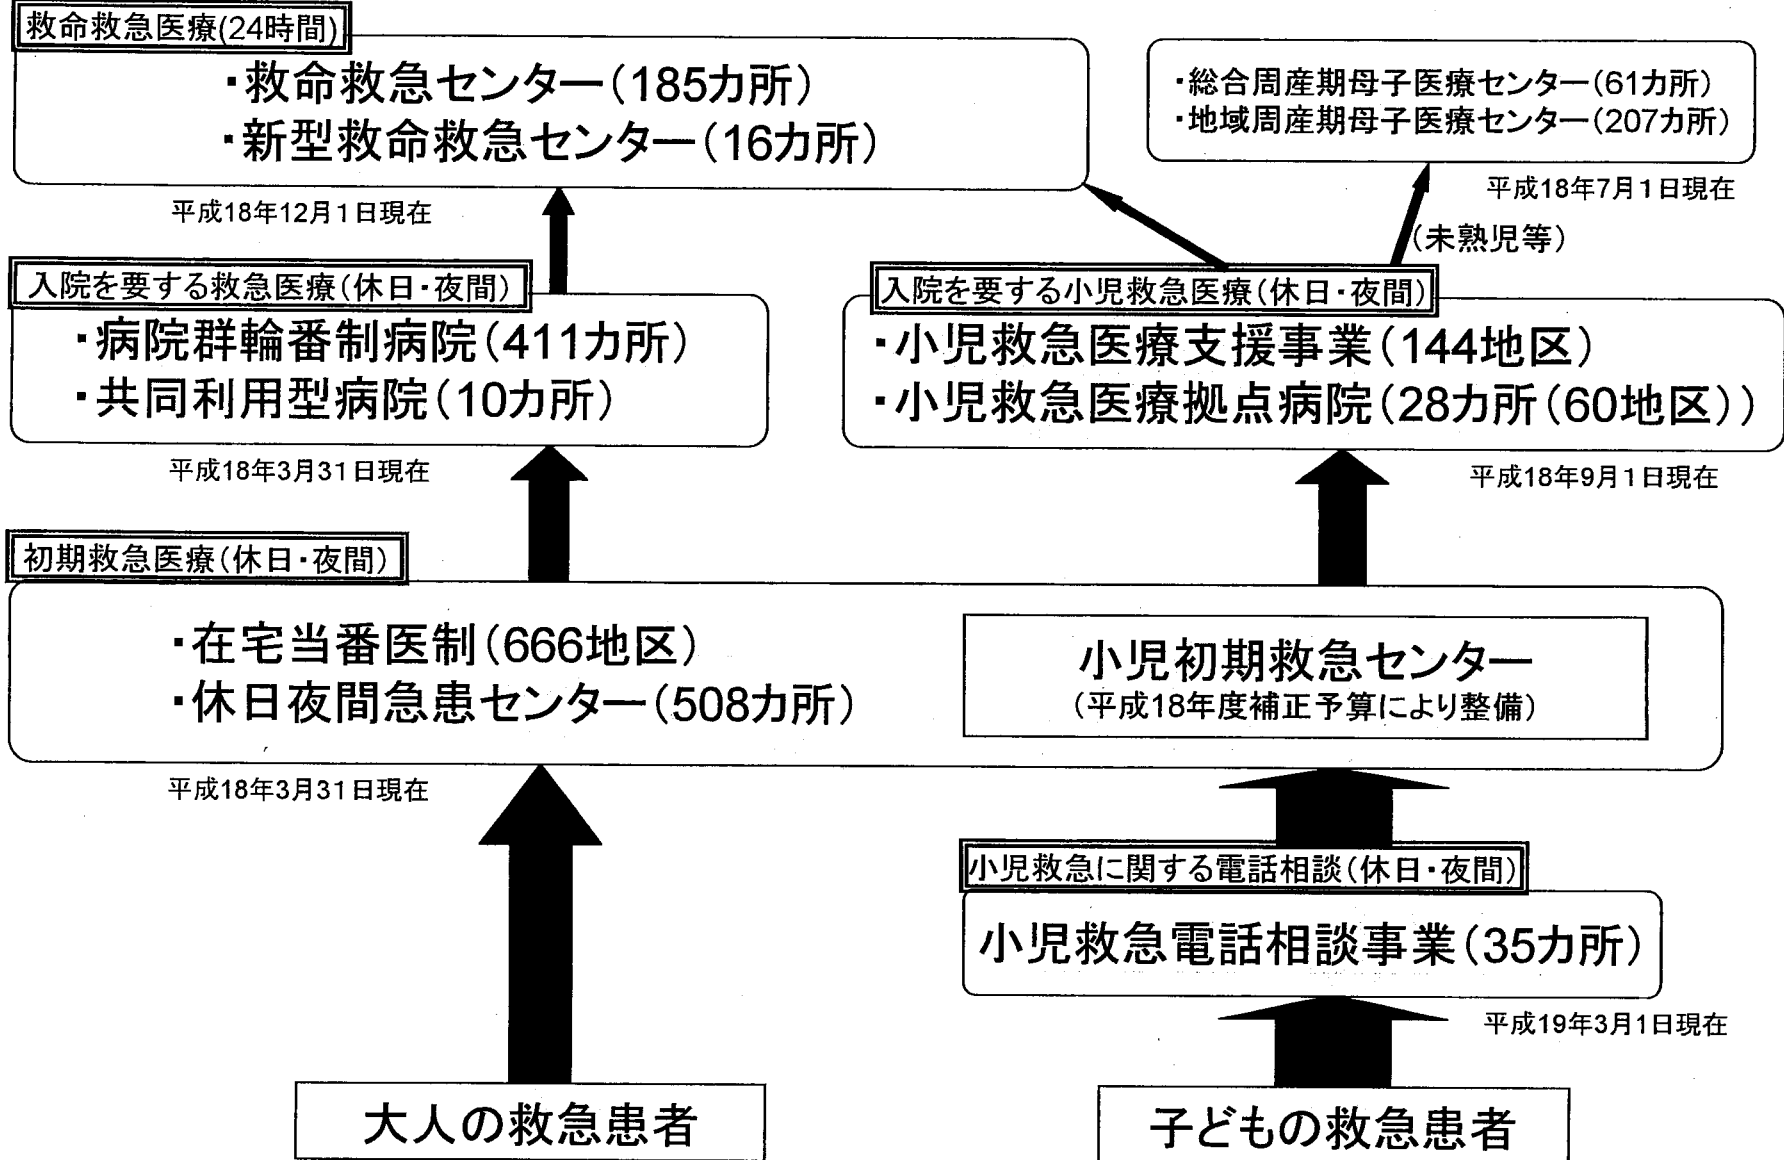 救命救急医療(24時間)
・救命救急センター(185カ所)
・新型救命救急センター(16カ所)
平成18年12月1日現在
・総合周産期母子医療センター(61カ所)
・地域周産期母子医療センター(207カ所)
平成18年7月1日現在
(未熟児等)
入院を要する救急医療(休日・夜間)
・病院群輪番制病院(411カ所)
・共同利用型病院(10カ所)
平成18年3月31日現在
入院を要する小児救急医療(休日・夜間)
・小児救急医療支援事業(144地区)
・小児救急医療拠点病院(28カ所(60地区))
平成18年9月1日現在
初期救急医療(休日・夜間)
・在宅当番医制(666地区)
・休日夜間急患センター(508カ所)
平成18年3月31日現在
小児初期救急センター
(平成18年度補正予算により整備)
小児救急に関する電話相談(休日・夜間)
小児救急電話相談事業(35カ所)
平成19年3月1日現在
大人の救急患者
子どもの救急患者